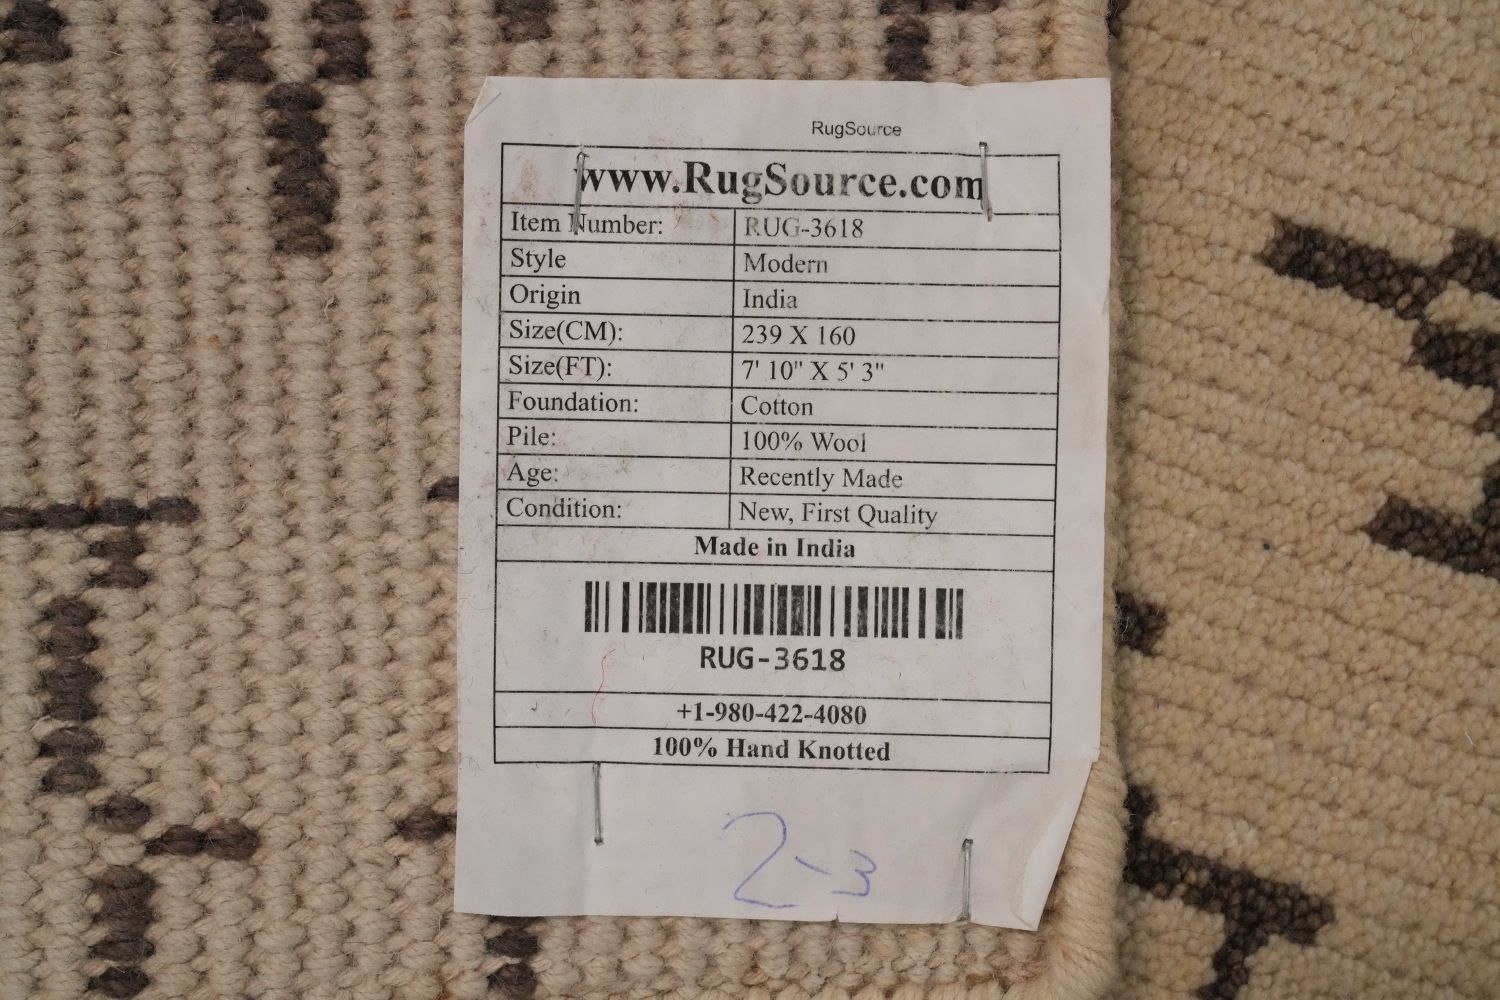 RugSource
www.RugSource.com
Item Number: RUG-3618
Style Modern
Origin India
Size(CM): 239 X 160
Size(FT): 7' 10" X 5' 3"
Foundation: Cotton
Pile: 100% Wool
Age: Recently Made
Condition: New, First Quality
Made in India
RUG-3618
+1-980-422-4080
100% Hand Knotted
2-3